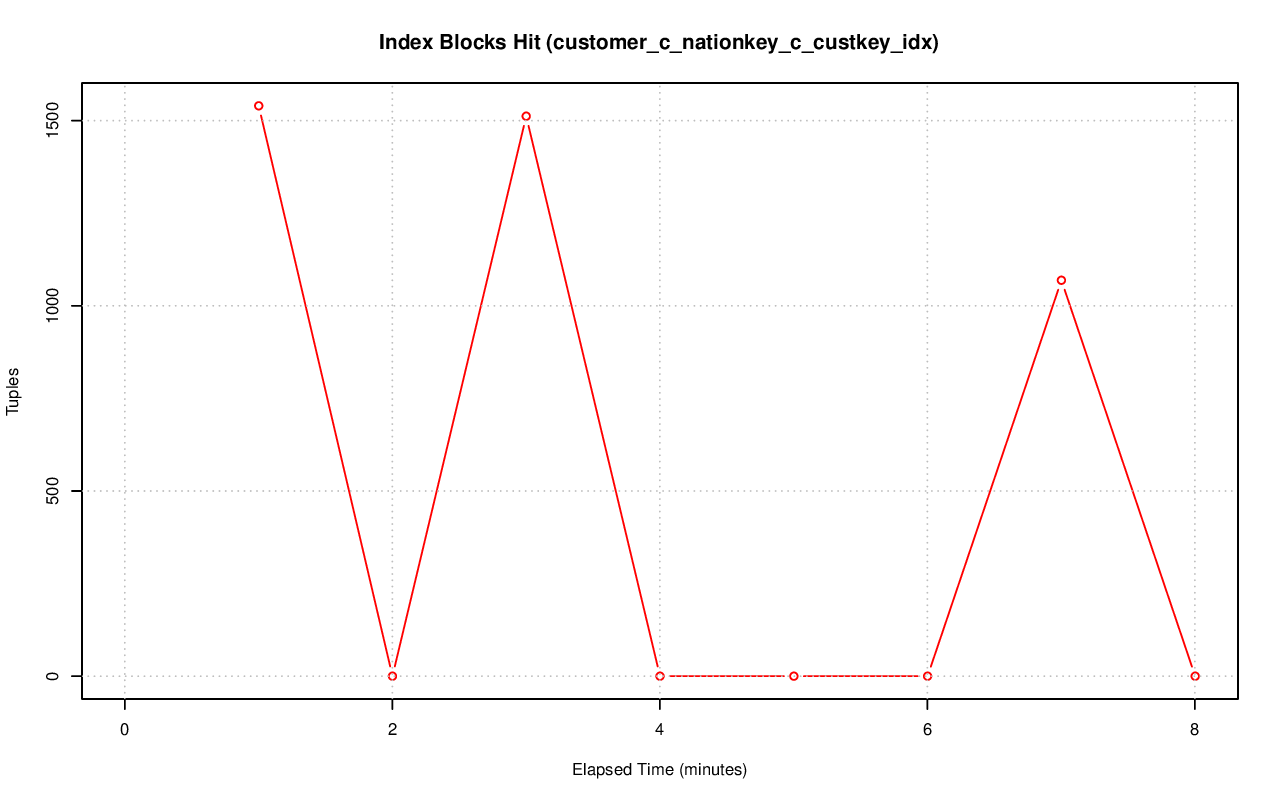 Index Blocks Hit (customer_c_nationkey_c_custkey_idx)
1500
1000
500
0
Tuples
0 2 4 6 8
Elapsed Time (minutes)